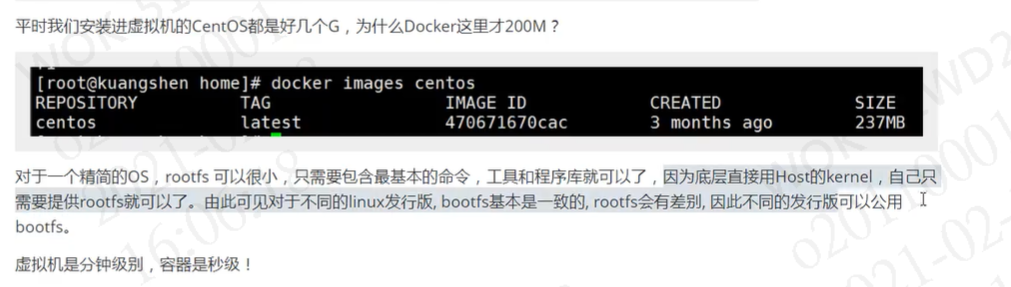 平时我们安装进虚拟机的CentOS都是好几个G，为什么Docker这里才200M？
[root@kuangshen home]# docker images centos
REPOSITORY TAG IMAGE ID CREATED SIZE
centos latest 470671670cac 3 months ago 237MB
对于一个精简的OS，rootfs 可以很小，只需要包含最基本的命令，工具和程序库就可以了，因为底层直接用Host的kernel，自己只
需要提供rootfs就可以了。由此可见对于不同的linux发行版, bootfs基本是一致的, rootfs会有差别, 因此不同的发行版可以公用
bootfs。
虚拟机是分钟级别，容器是秒级！